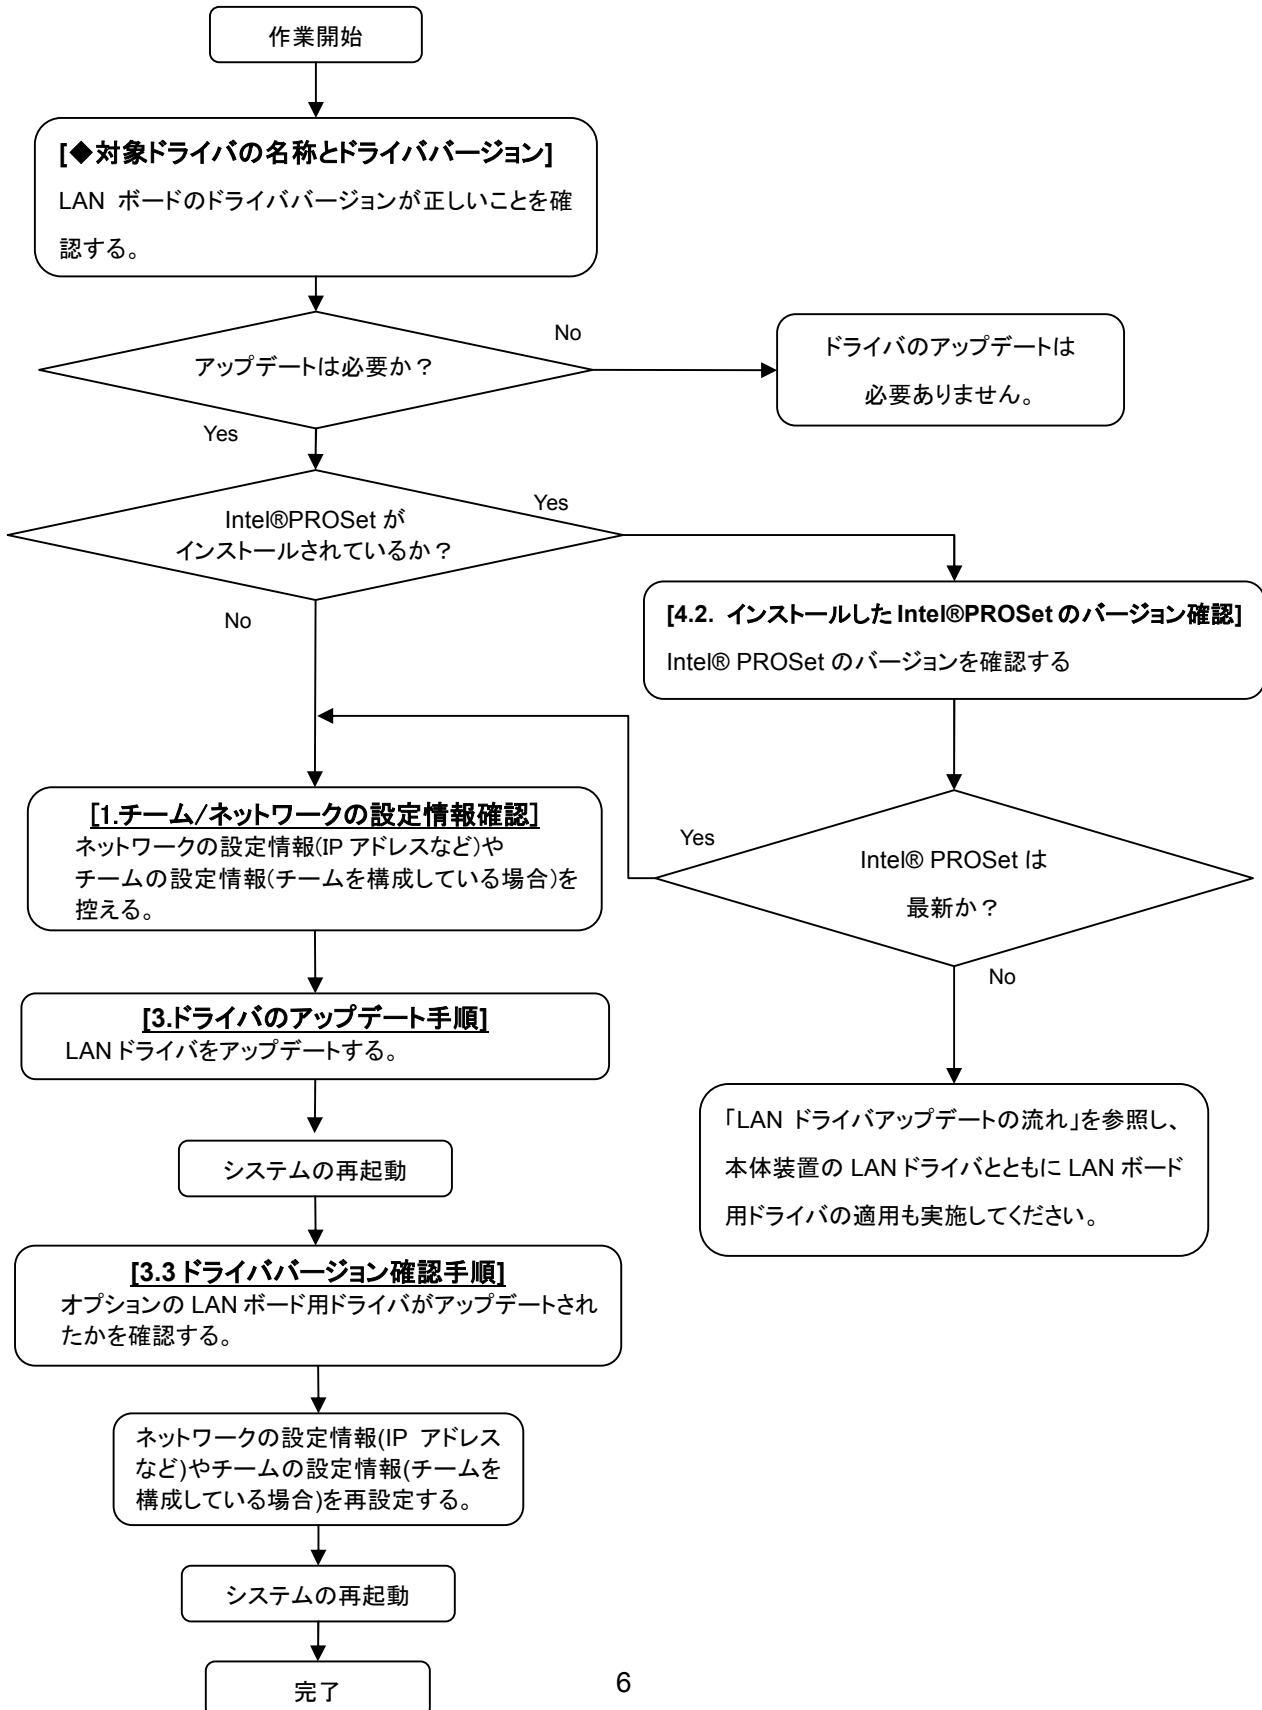 作業開始
[◆対象ドライバの名称とドライババージョン]
LAN ボードのドライババージョンが正しいことを確
認する。
アップデートは必要か？
No
ドライバのアップデートは
必要ありません。
Yes
Intel®PROSet が
インストールされているか？
Yes
No
[4.2. インストールした Intel®PROSet のバージョン確認]
Intel® PROSet のバージョンを確認する
Intel® PROSet は
最新か？
Yes
No
「LAN ドライバアップデートの流れ」を参照し、
本体装置の LAN ドライバとともに LAN ボード
用ドライバの適用も実施してください。
[1.チーム/ネットワークの設定情報確認]
ネットワークの設定情報(IP アドレスなど)や
チームの設定情報(チームを構成している場合)を
控える。
[3.ドライバのアップデート手順]
LAN ドライバをアップデートする。
システムの再起動
[3.3 ドライババージョン確認手順]
オプションの LAN ボード用ドライバがアップデートされ
たかを確認する。
ネットワークの設定情報(IP アドレス
など)やチームの設定情報(チームを
構成している場合)を再設定する。
システムの再起動
完了
6